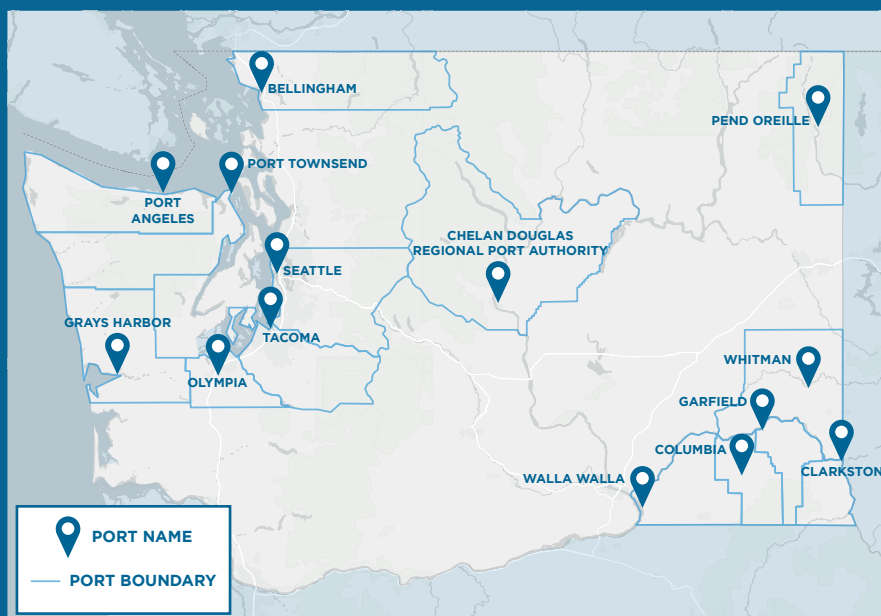 BELLINGHAM
PEND OREILLE
PORT TOWNSEND
PORT
ANGELES
CHELAN DOUGLAS
REGIONAL PORT AUTHORITY
SEATTLE
GRAYS HARBOR
TACOMA
OLYMPIA
WHITMAN
GARFIELD
COLUMBIA
CLARKSTON
WALLA WALLA
PORT NAME
PORT BOUNDARY